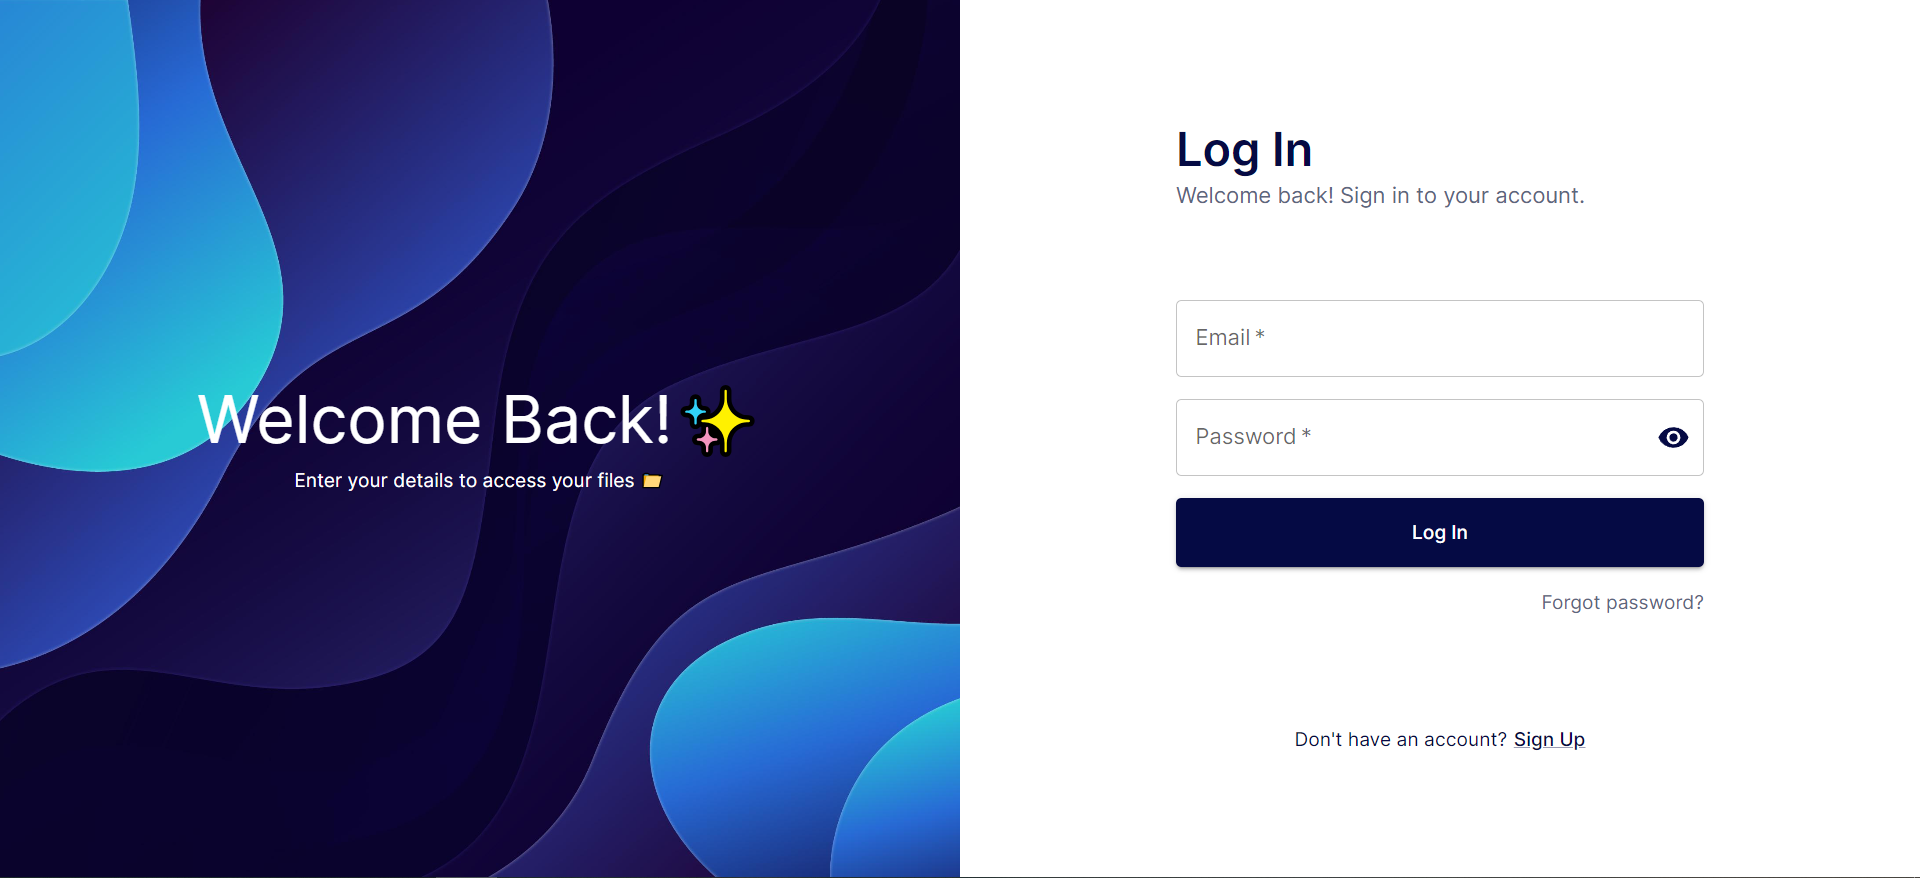 Welcome Back!✨
Enter your details to access your files 📁
Log In
Welcome back! Sign in to your account.
Email *
Password *
Log In
Forgot password?
Don't have an account? Sign Up